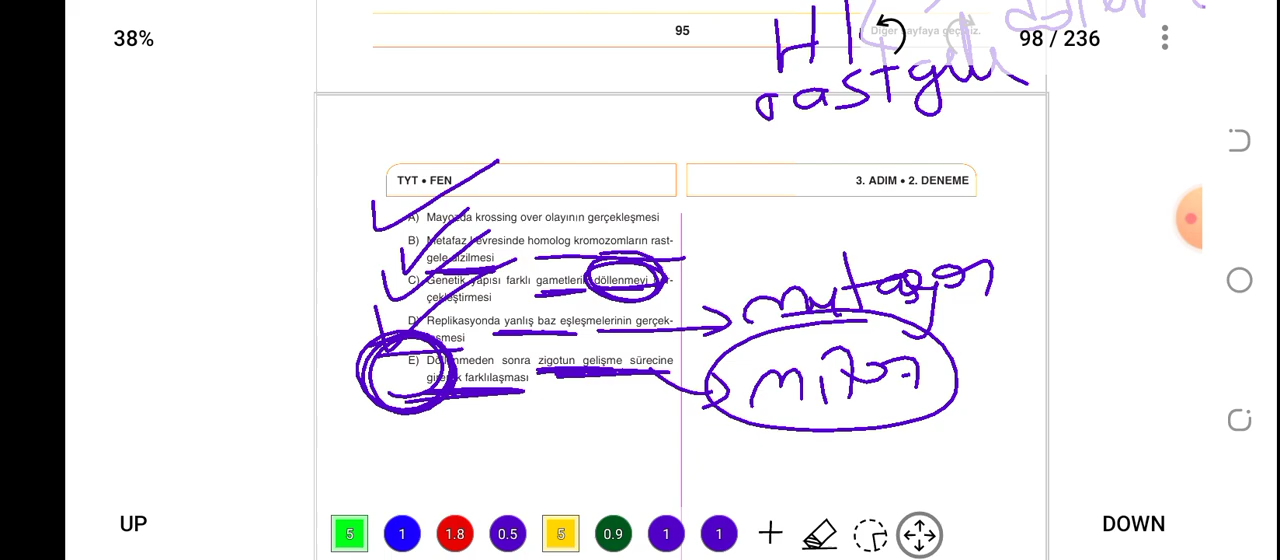 38%
95
Diğer sayfaya geçiniz.
98 / 236
H
rastgele
TYT • FEN
3. ADIM • 2. DENEME
A) Mayozda krossing over olayının gerçekleşmesi
B) Metafaz evresinde homolog kromozomların rast-
gele dizilmesi
C) Genetik yapısı farklı gametlerin döllenmeyi ger-
çekleştirmesi
D) Replikasyonda yanlış baz eşleşmelerinin gerçek-
leşmesi
mutasyon
E) Döllenmeden sonra zigotun gelişme sürecine
girerek farklılaşması
mitoz
UP
5
1
1.8
0.5
5
0.9
1
1
DOWN